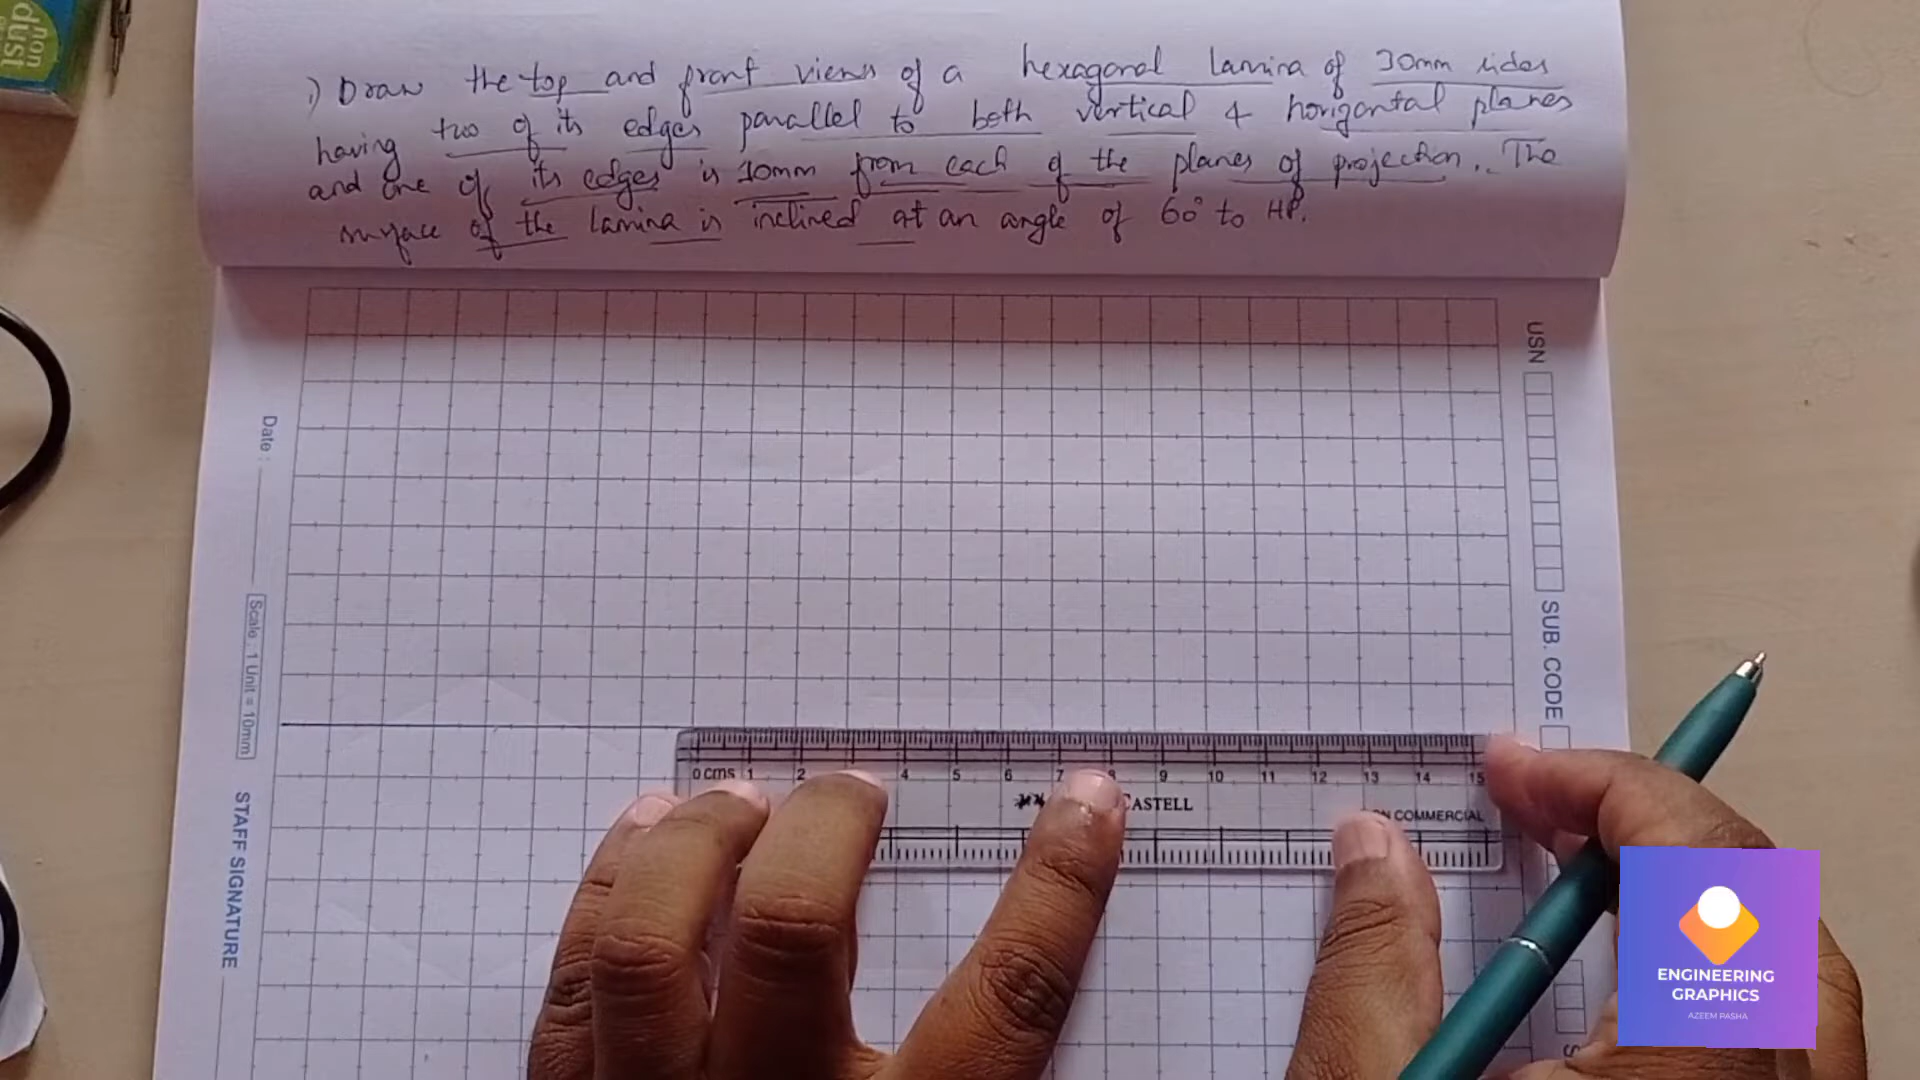 1) Draw the top and front views of a hexagonal lamina of 30mm sides
having two of its edges parallel to both vertical & horizontal planes
and one of its edges is 10mm from each of the planes of projection. The
surface of the lamina is inclined at an angle of 60° to HP.
non
dust
USN
SUB. CODE
Date :
Scale : 1 Unit = 10mm
STAFF SIGNATURE
0 cms 1 2 4 5 6 7 8 9 10 11 12 13 14 15
CASTELL
COMMERCIAL
ENGINEERING
GRAPHICS
AZEEM PASHA